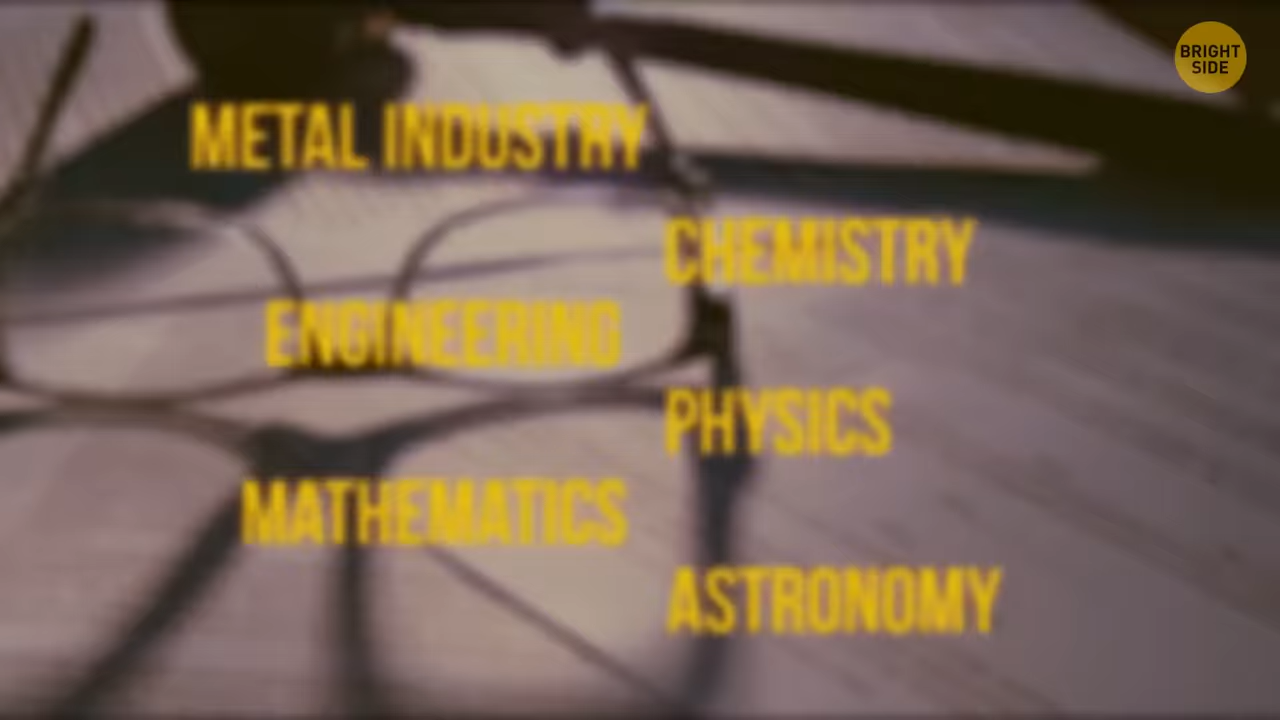 BRIGHT
SIDE
METAL INDUSTRY
CHEMISTRY
ENGINEERING
PHYSICS
MATHEMATICS
ASTRONOMY